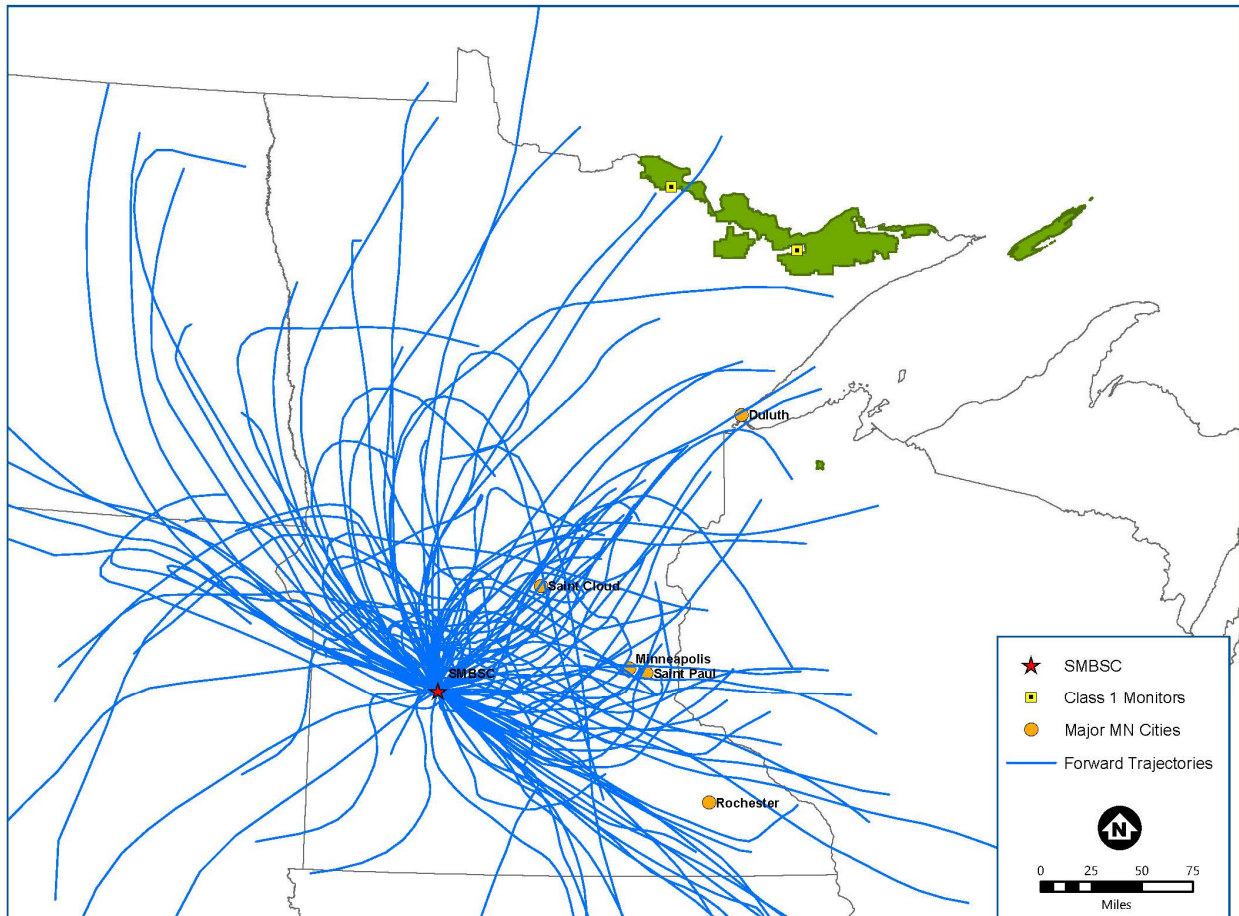 Duluth
Saint Cloud
Minneapolis
Saint Paul
SMBSC
Rochester
SMBSC
Class 1 Monitors
Major MN Cities
Forward Trajectories
N
0 25 50 75
Miles